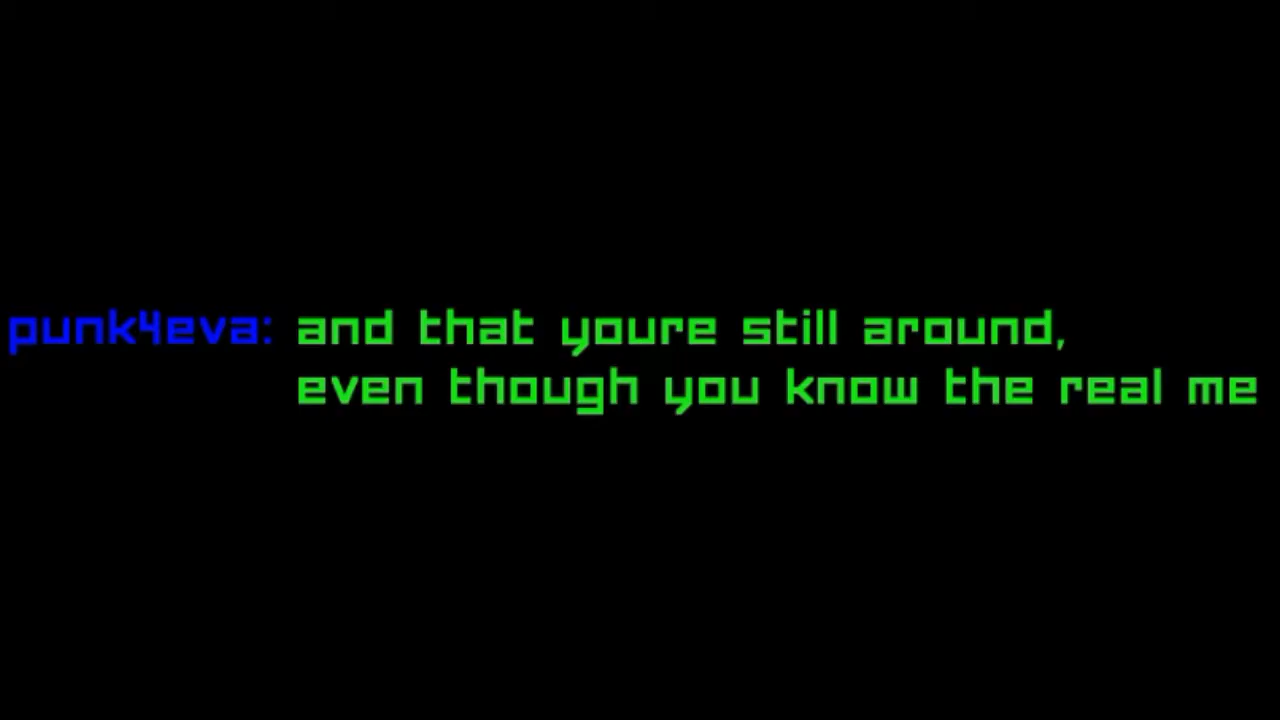 punk4eva: and that youre still around,
even though you know the real me